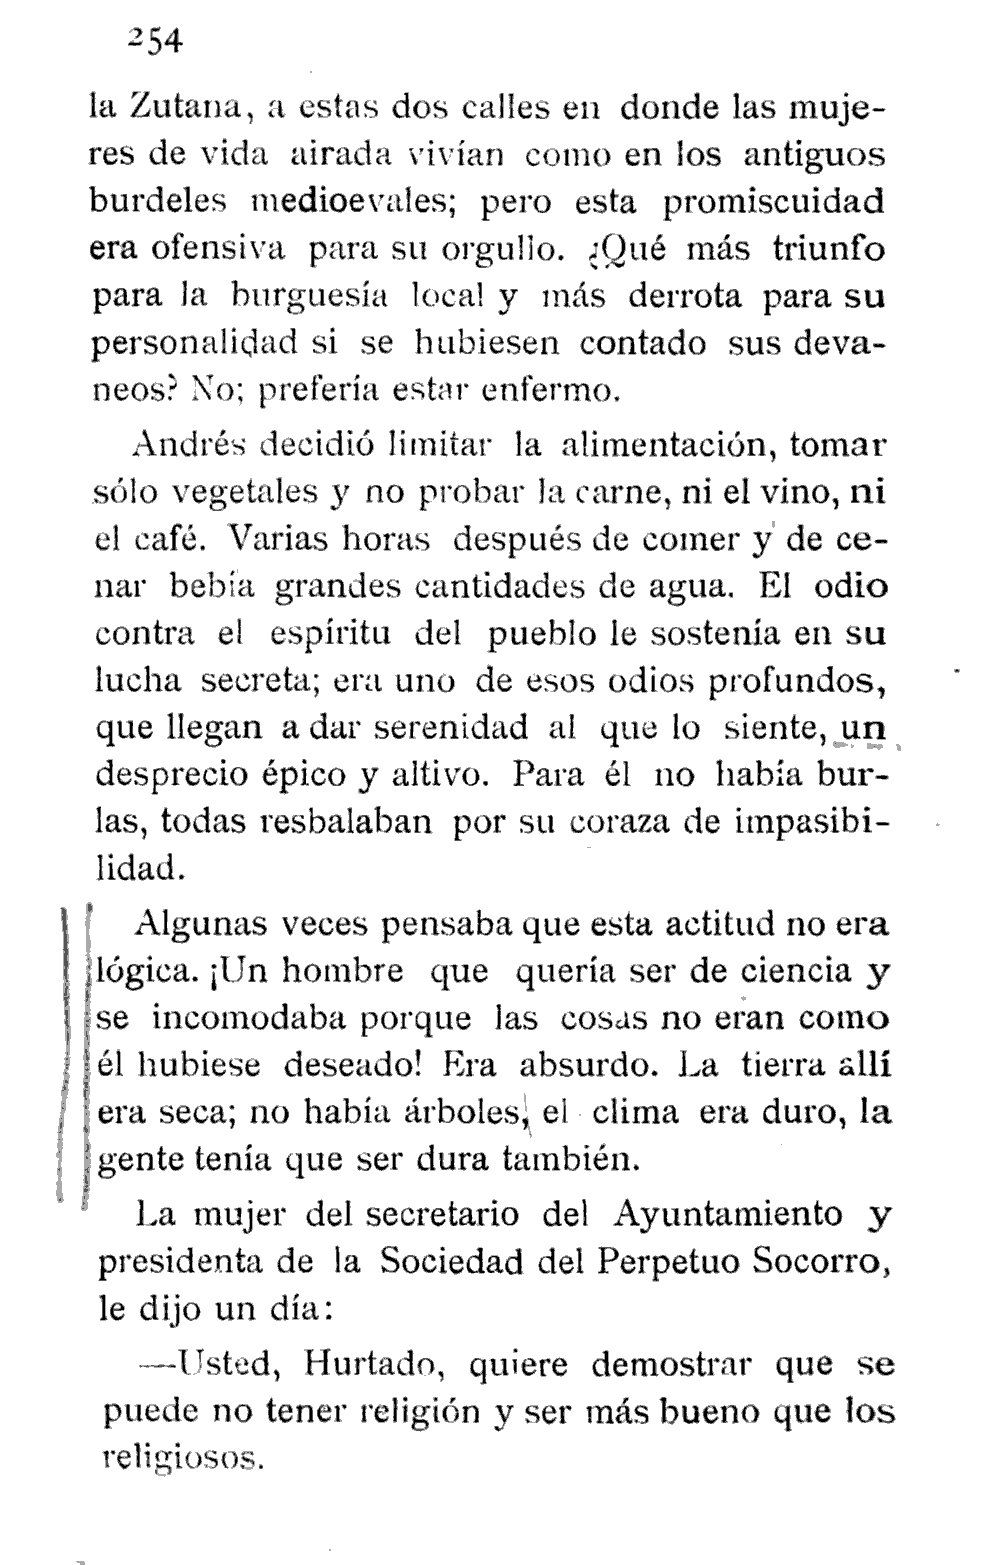 254
la Zutana, a estas dos calles en donde las muje-
res de vida airada vivían como en los antiguos
burdeles medioevales; pero esta promiscuidad
era ofensiva para su orgullo. ¿Qué más triunfo
para la burguesía local y más derrota para su
personalidad si se hubiesen contado sus deva-
neos? No; prefería estar enfermo.
Andrés decidió limitar la alimentación, tomar
sólo vegetales y no probar la carne, ni el vino, ni
el café. Varias horas después de comer y de ce-
nar bebía grandes cantidades de agua. El odio
contra el espíritu del pueblo le sostenía en su
lucha secreta; era uno de esos odios profundos,
que llegan a dar serenidad al que lo siente, un
desprecio épico y altivo. Para él no había bur-
las, todas resbalaban por su coraza de impasibi-
lidad.
Algunas veces pensaba que esta actitud no era
lógica. ¡Un hombre que quería ser de ciencia y
se incomodaba porque las cosas no eran como
él hubiese deseado! Era absurdo. La tierra allí
era seca; no había árboles, el clima era duro, la
gente tenía que ser dura también.
La mujer del secretario del Ayuntamiento y
presidenta de la Sociedad del Perpetuo Socorro,
le dijo un día:
—Usted, Hurtado, quiere demostrar que se
puede no tener religión y ser más bueno que los
religiosos.